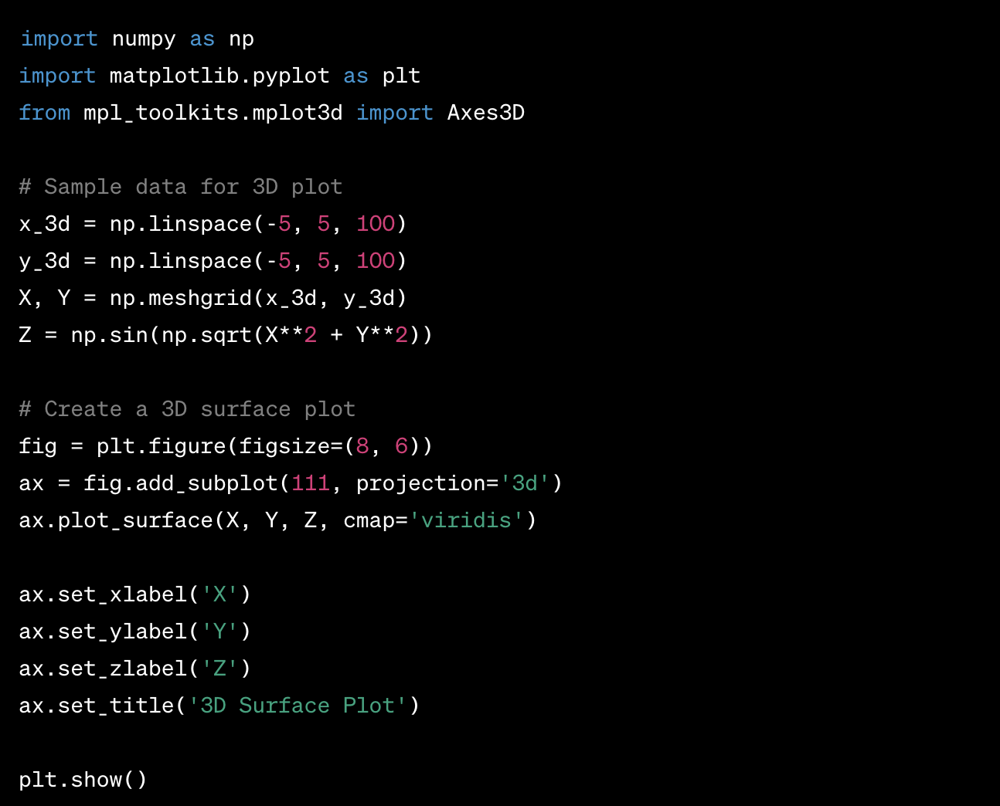 import numpy as np
import matplotlib.pyplot as plt
from mpl_toolkits.mplot3d import Axes3D
# Sample data for 3D plot
x_3d = np.linspace(-5, 5, 100)
y_3d = np.linspace(-5, 5, 100)
X, Y = np.meshgrid(x_3d, y_3d)
Z = np.sin(np.sqrt(X**2 + Y**2))
# Create a 3D surface plot
fig = plt.figure(figsize=(8, 6))
ax = fig.add_subplot(111, projection='3d')
ax.plot_surface(X, Y, Z, cmap='viridis')
ax.set_xlabel('X')
ax.set_ylabel('Y')
ax.set_zlabel('Z')
ax.set_title('3D Surface Plot')
plt.show()